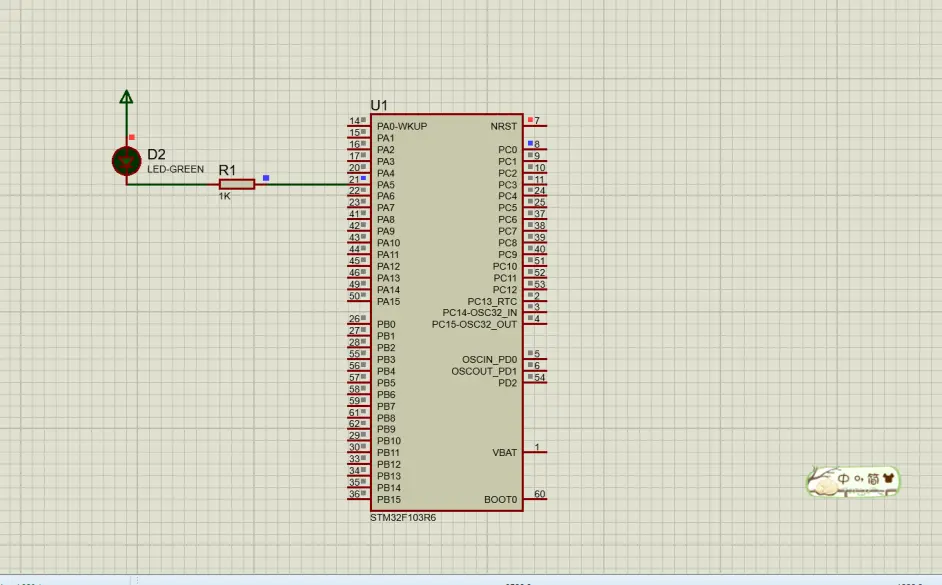 U1
14 PA0-WKUP NRST 7
15 PA1
16 PA2 PC0 8
17 PA3 PC1 9
20 PA4 PC2 10
21 PA5 PC3 11
22 PA6 PC4 24
23 PA7 PC5 25
41 PA8 PC6 37
42 PA9 PC7 38
43 PA10 PC8 39
44 PA11 PC9 40
45 PA12 PC10 51
46 PA13 PC11 52
49 PA14 PC12 53
50 PA15 PC13_RTC 2
PC14-OSC32_IN 3
26 PB0 PC15-OSC32_OUT 4
27 PB1
28 PB2
55 PB3 OSCIN_PD0 5
56 PB4 OSCOUT_PD1 6
57 PB5 PD2 54
58 PB6
59 PB7
61 PB8
62 PB9
29 PB10
30 PB11 VBAT 1
33 PB12
34 PB13
35 PB14
36 PB15 BOOT0 60
STM32F103R6
D2
LED-GREEN
R1
1K
中 简